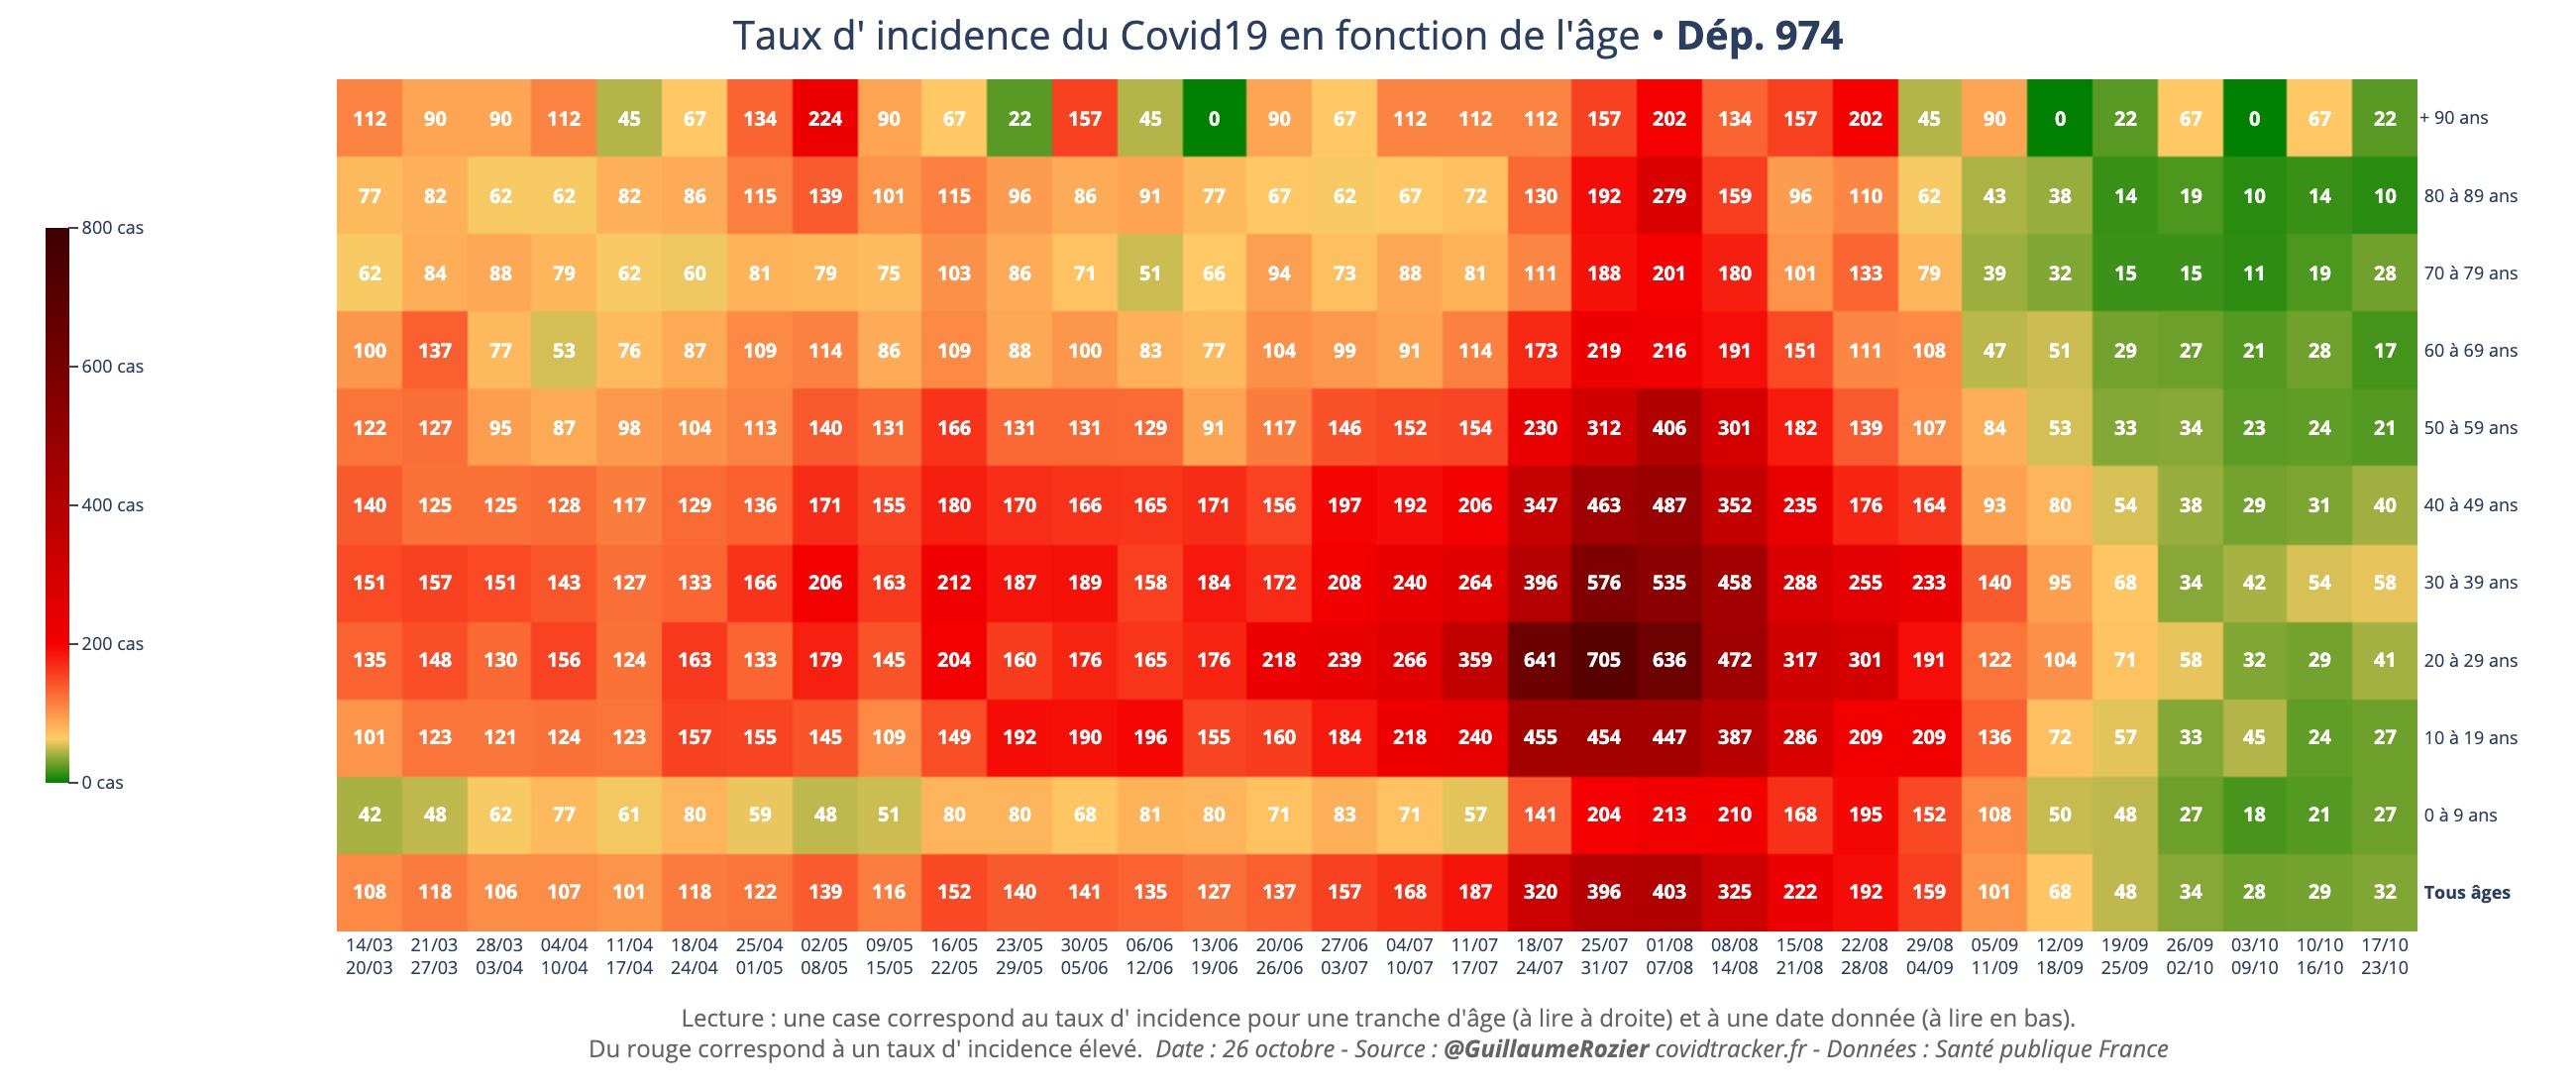 Taux d' incidence du Covid19 en fonction de l'âge • Dép. 974
112 90 90 112 45 67 134 224 90 67 22 157 45 0 90 67 112 112 112 157 202 134 157 202 45 90 0 22 67 0 67 22 + 90 ans
77 82 62 62 82 86 115 139 101 115 96 86 91 77 67 62 67 72 130 192 279 159 96 110 62 43 38 14 19 10 14 10 80 à 89 ans
800 cas
62 84 88 79 62 60 81 79 75 103 86 71 51 66 94 73 88 81 111 188 201 180 101 133 79 39 32 15 15 11 19 28 70 à 79 ans
100 137 77 53 76 87 109 114 86 109 88 100 83 77 104 99 91 114 173 219 216 191 151 111 108 47 51 29 27 21 28 17 60 à 69 ans
600 cas
122 127 95 87 98 104 113 140 131 166 131 131 129 91 117 146 152 154 230 312 406 301 182 139 107 84 53 33 34 23 24 21 50 à 59 ans
400 cas
140 125 125 128 117 129 136 171 155 180 170 166 165 171 156 197 192 206 347 463 487 352 235 176 164 93 80 54 38 29 31 40 40 à 49 ans
151 157 151 143 127 133 166 206 163 212 187 189 158 184 172 208 240 264 396 576 535 458 288 255 233 140 95 68 34 42 54 58 30 à 39 ans
200 cas
135 148 130 156 124 163 133 179 145 204 160 176 165 176 218 239 266 359 641 705 636 472 317 301 191 122 104 71 58 32 29 41 20 à 29 ans
101 123 121 124 123 157 155 145 109 149 192 190 196 155 160 184 218 240 455 454 447 387 286 209 209 136 72 57 33 45 24 27 10 à 19 ans
0 cas
42 48 62 77 61 80 59 48 51 80 80 68 81 80 71 83 71 57 141 204 213 210 168 195 152 108 50 48 27 18 21 27 0 à 9 ans
108 118 106 107 101 118 122 139 116 152 140 141 135 127 137 157 168 187 320 396 403 325 222 192 159 101 68 48 34 28 29 32 Tous âges
14/03 21/03 28/03 04/04 11/04 18/04 25/04 02/05 09/05 16/05 23/05 30/05 06/06 13/06 20/06 27/06 04/07 11/07 18/07 25/07 01/08 08/08 15/08 22/08 29/08 05/09 12/09 19/09 26/09 03/10 10/10 17/10
20/03 27/03 03/04 10/04 17/04 24/04 01/05 08/05 15/05 22/05 29/05 05/06 12/06 19/06 26/06 03/07 10/07 17/07 24/07 31/07 07/08 14/08 21/08 28/08 04/09 11/09 18/09 25/09 02/10 09/10 16/10 23/10
Lecture : une case correspond au taux d' incidence pour une tranche d'âge (à lire à droite) et à une date donnée (à lire en bas).
Du rouge correspond à un taux d' incidence élevé. Date : 26 octobre - Source : @GuillaumeRozier covidtracker.fr - Données : Santé publique France